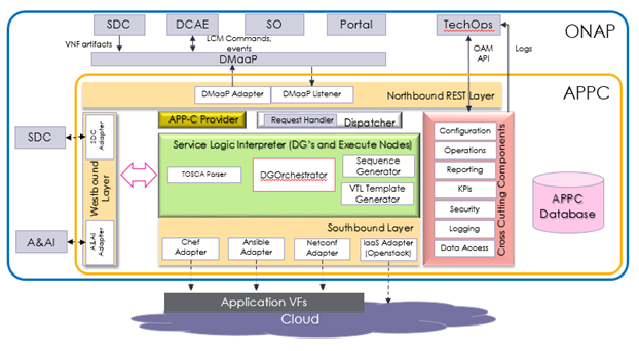 SDC
DCAE
SO
Portal
TechOps
ONAP
VNF artifacts
LCM Commands,
events
OAM
API
Logs
DMaaP
APPC
DMaaP Adapter
DMaaP Listener
Northbound REST Layer
SDC
SDC
Adapter
Westbound
Layer
A&AI
A&AI
Adapter
APP-C Provider
Request Handler
Dispatcher
Service Logic Interpreter (DG's and Execute Nodes)
TOSCA Parser
DGOrchestrator
Sequence
Generator
VTL Template
Generator
Southbound Layer
Chef
Adapter
Ansible
Adapter
Netconf
Adapter
IaaS Adapter
(Openstack)
Configuration
Operations
Reporting
KPIs
Security
Logging
Data Access
Cross Cutting Components
APPC
Database
Application VFs
Cloud